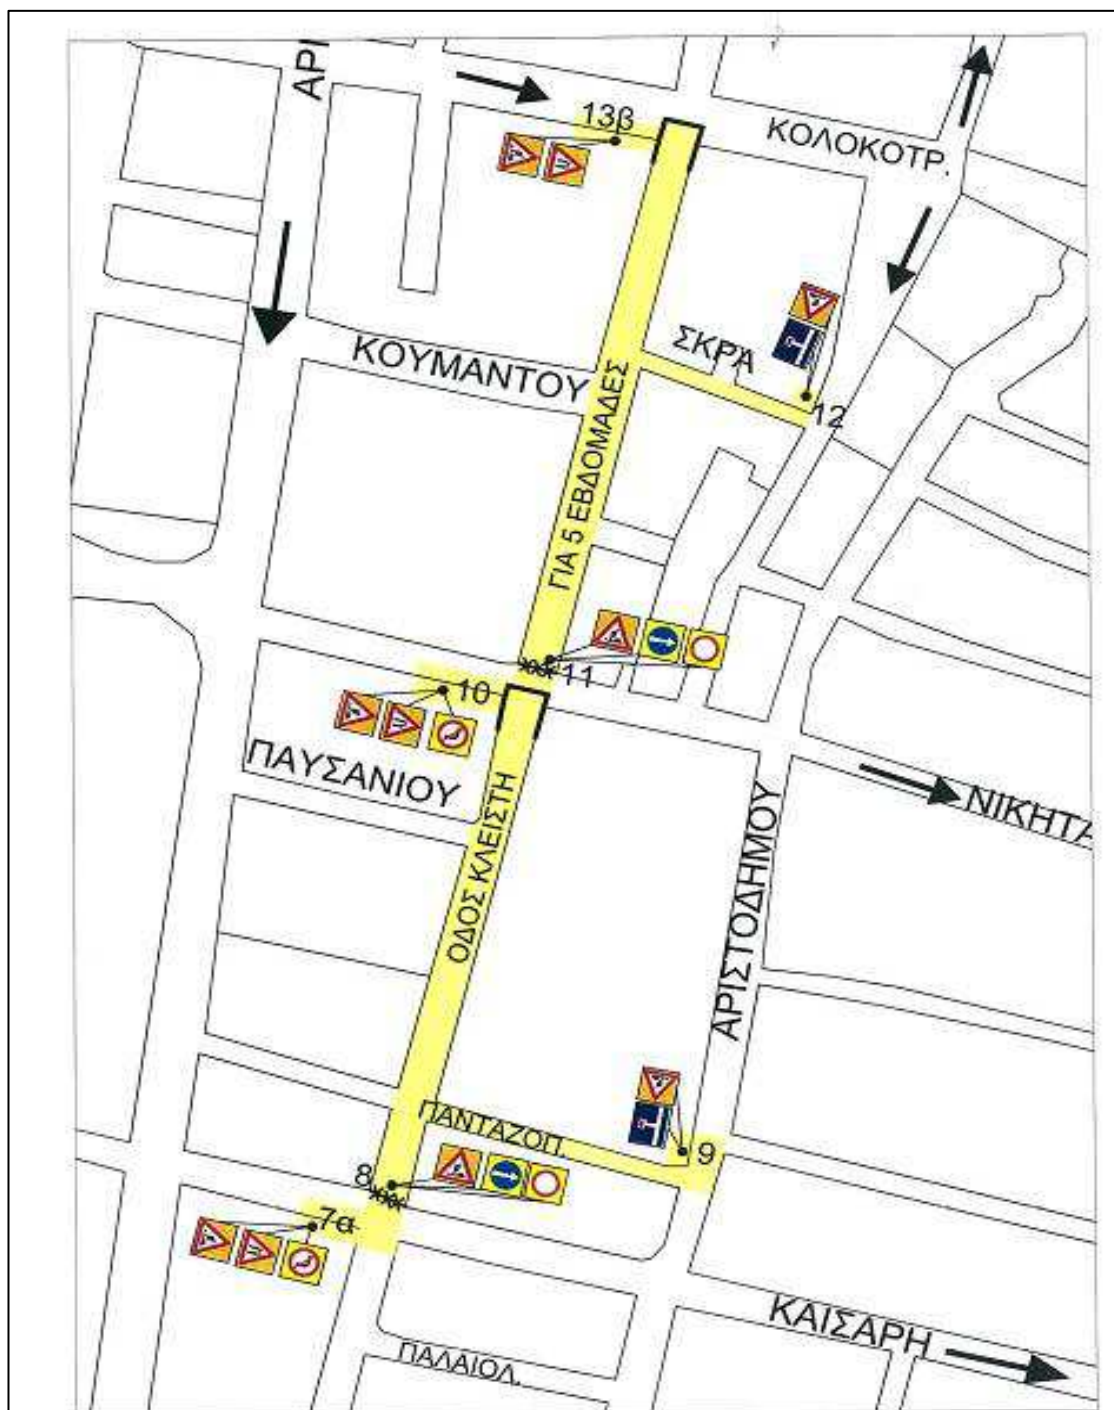 ΑΡΙ
13β
ΚΟΛΟΚΟΤΡ.
ΣΚΡΑ
ΚΟΥΜΑΝΤΟΥ
12
ΓΙΑ 5 ΕΒΔΟΜΑΔΕΣ
11
10
ΠΑΥΣΑΝΙΟΥ
ΝΙΚΗΤΑ
ΟΔΟΣ ΚΛΕΙΣΤΗ
ΑΡΙΣΤΟΔΗΜΟΥ
ΠΑΝΤΑΖΟΠ.
9
8
7α
ΚΑΙΣΑΡΗ
ΠΑΛΑΙΟΛ.